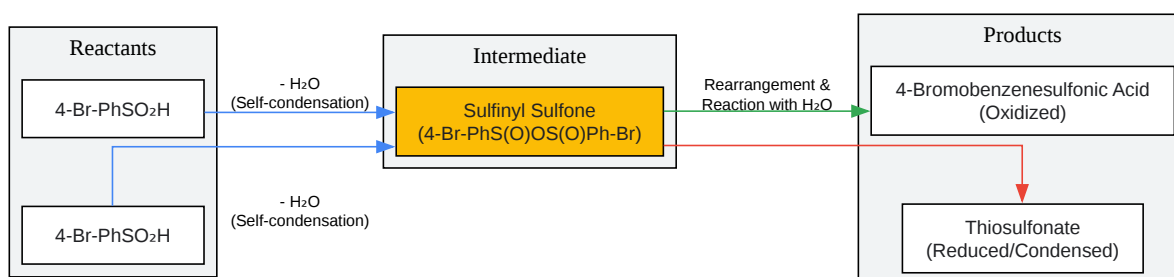 Reactants
4-Br-PhSO₂H
4-Br-PhSO₂H
- H₂O
(Self-condensation)
- H₂O
(Self-condensation)
Intermediate
Sulfinyl Sulfone
(4-Br-PhS(O)OS(O)Ph-Br)
Rearrangement &
Reaction with H₂O
Products
4-Bromobenzenesulfonic Acid
(Oxidized)
Thiosulfonate
(Reduced/Condensed)